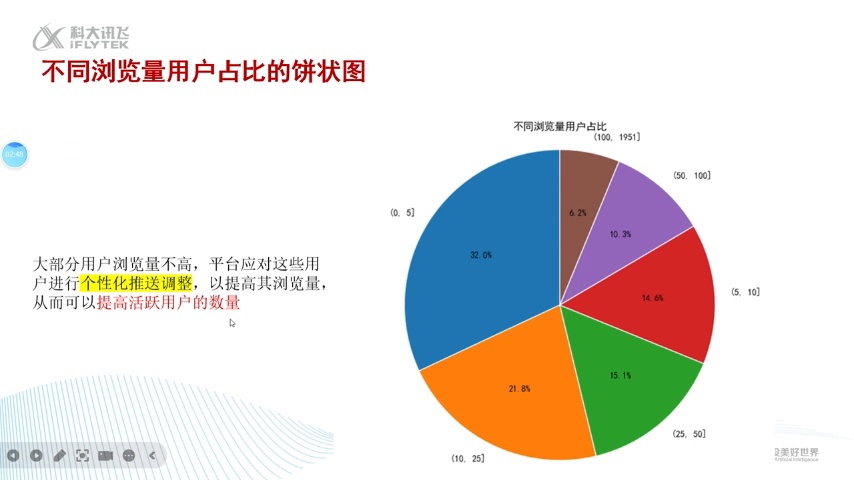 科大讯飞
iFLYTEK
不同浏览量用户占比的饼状图
02:48
大部分用户浏览量不高，平台应对这些用
户进行个性化推送调整，以提高其浏览量，
从而可以提高活跃用户的数量
不同浏览量用户占比
(100, 1951]
(50, 100]
(0, 5]
6.2%
10.3%
32.0%
14.6%
(5, 10]
15.1%
21.8%
(25, 50]
(10, 25]
美好世界
Artificial Intelligence